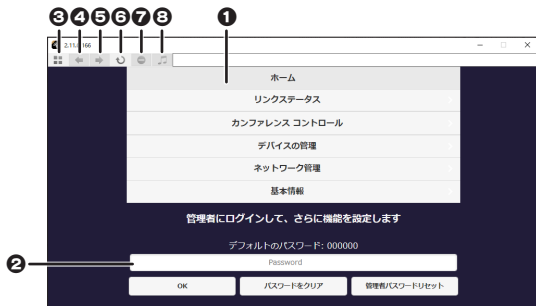 ❸❹❺❻❼❽ ❶
2.11.0.166
ホーム
リンクステータス
カンファレンス コントロール
デバイスの管理
ネットワーク管理
基本情報
管理者にログインして、さらに機能を設定します
デフォルトのパスワード: 000000
❷
Password
OK パスワードをクリア 管理者パスワードリセット